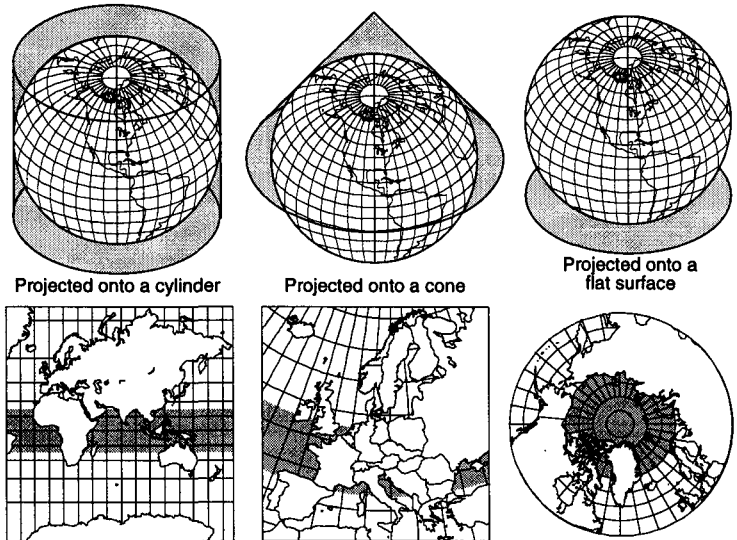 Projected onto a cylinder
Projected onto a cone
Projected onto a
flat surface